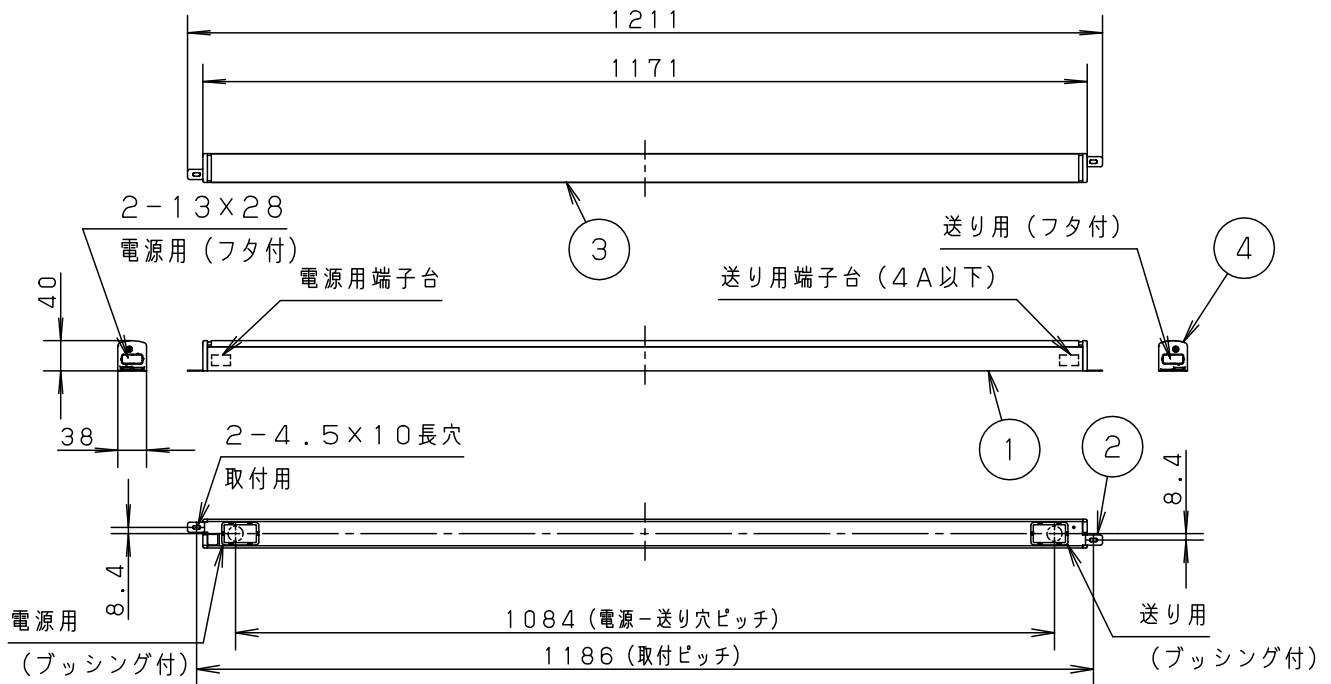 1211
1171
2-13×28
電源用(フタ付)
③
送り用(フタ付)
④
電源用端子台
送り用端子台(4A以下)
40
38
2-4.5×10長穴
取付用
①
②
8.4
8.4
電源用
(ブッシング付)
1084(電源-送り穴ピッチ)
1186(取付ピッチ)
送り用
(ブッシング付)